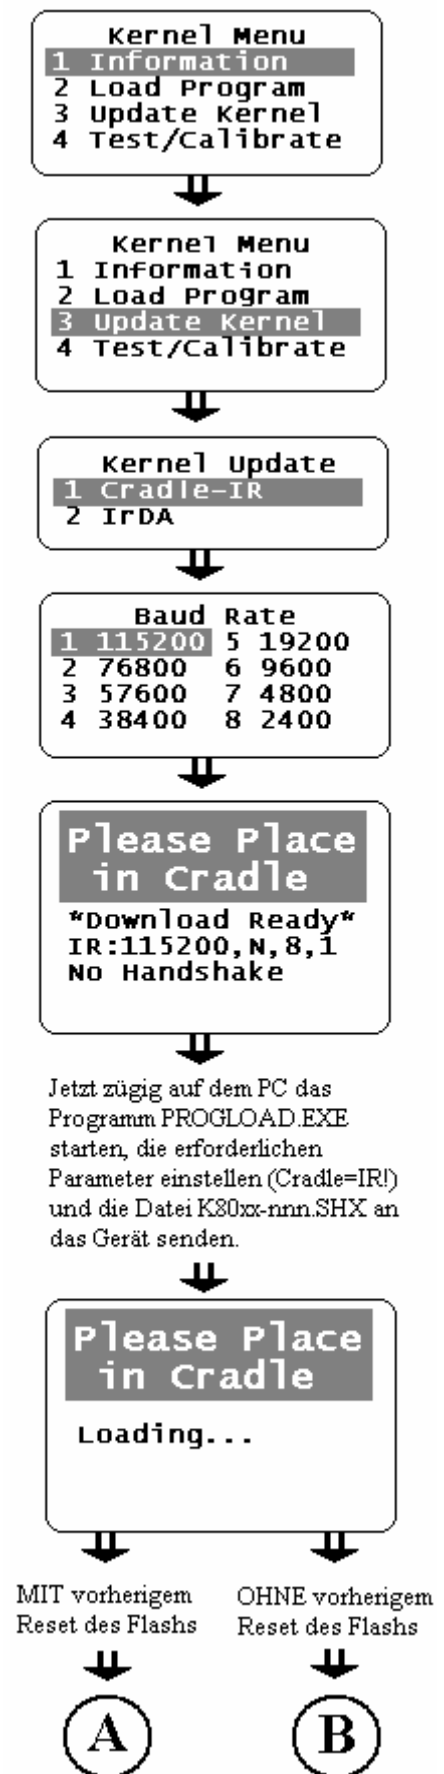 Kernel Menu
1 Information
2 Load Program
3 Update Kernel
4 Test/Calibrate
Kernel Menu
1 Information
2 Load Program
3 Update Kernel
4 Test/Calibrate
Kernel Update
1 Cradle-IR
2 IrDA
Baud Rate
1 115200 5 19200
2 76800 6 9600
3 57600 7 4800
4 38400 8 2400
Please Place
in Cradle
"Download Ready"
IR:115200,N,8,1
No Handshake
Jetzt zügig auf dem PC das
Programm PROGLOAD.EXE
starten, die erforderlichen
Parameter einstellen (Cradle=IR!)
und die Datei K80xx-nnn.SHX an
das Gerät senden.
Please Place
in Cradle
Loading...
MIT vorherigem
Reset des Flashs
OHNE vorherigem
Reset des Flashs
A
B